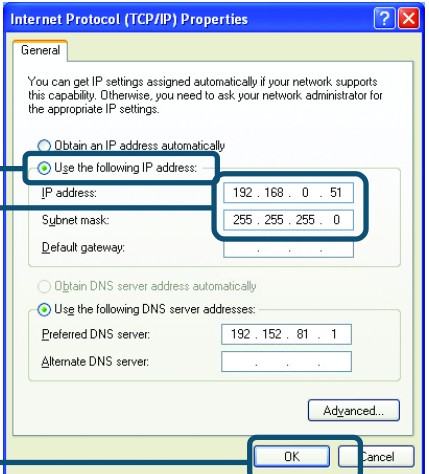 Internet Protocol (TCP/IP) Properties
General
You can get IP settings assigned automatically if your network supports
this capability. Otherwise, you need to ask your network administrator for
the appropriate IP settings.
Obtain an IP address automatically
Use the following IP address:
IP address: 192 . 168 . 0 . 51
Subnet mask: 255 . 255 . 255 . 0
Default gateway: . . .
Obtain DNS server address automatically
Use the following DNS server addresses:
Preferred DNS server: 192 . 152 . 81 . 1
Alternate DNS server: . . .
Advanced...
OK Cancel